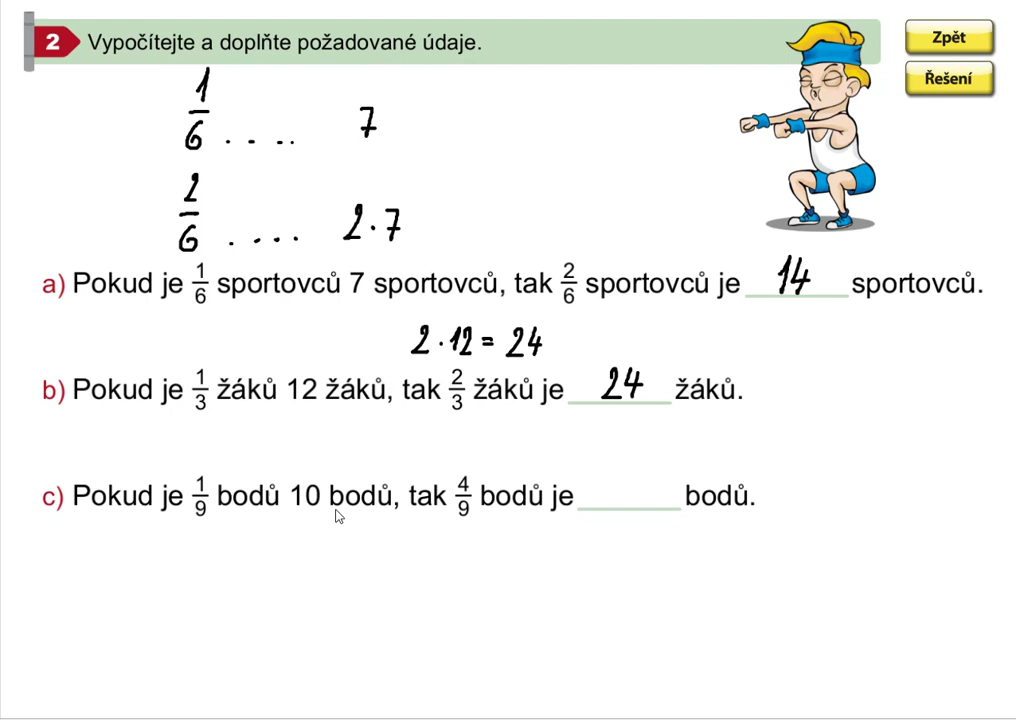 2 Vypočítejte a doplňte požadované údaje.
Zpět
Řešení
1/6 . . . . 7
2/6 . . . . 2·7
a) Pokud je 1/6 sportovců 7 sportovců, tak 2/6 sportovců je 14 sportovců.
2·12 = 24
b) Pokud je 1/3 žáků 12 žáků, tak 2/3 žáků je 24 žáků.
c) Pokud je 1/9 bodů 10 bodů, tak 4/9 bodů je ______ bodů.